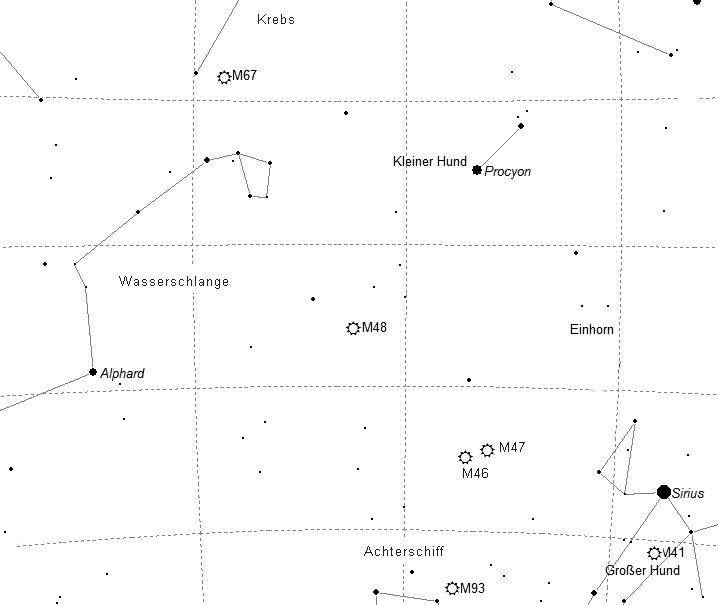 Krebs
M67
Kleiner Hund
Procyon
Wasserschlange
M48
Einhorn
Alphard
M47
M46
Sirius
Achterschiff
M41
Großer Hund
M93